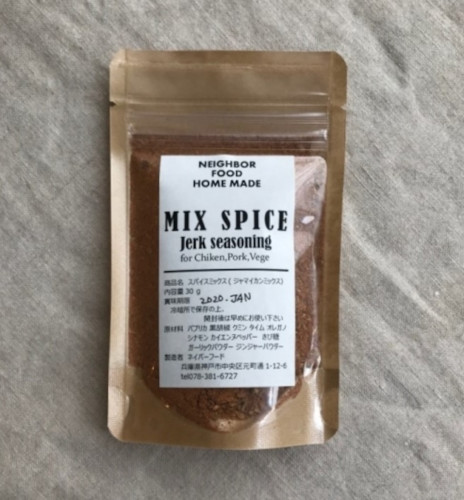 NEIGHBOR
FOOD
HOME MADE
MIX SPICE
Jerk seasoning
for Chiken,Pork,Vege
商品名 スパイスミックス( ジャマイカンミックス)
内容量 30 g
賞味期限 2020.JAN
冷暗所で保存の上、
開封後は早めにお使い下さい
原材料 パプリカ 黒胡椒 クミン タイム オレガノ
シナモン カイエンヌペッパー きび糖
ガーリックパウダー ジンジャーパウダー
製造者 ネイバーフード
兵庫県神戸市中央区元町通 1-12-6
tel078-381-6727